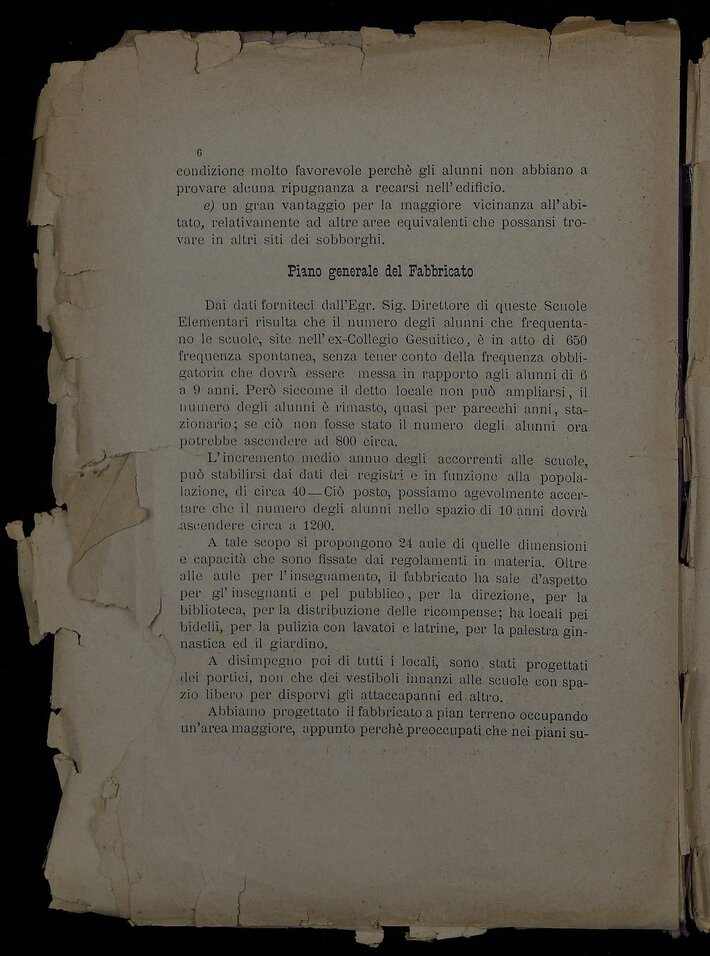 6
condizione molto favorevole perchè gli alunni non abbiano a
provare alcuna ripugnanza a recarsi nell'edificio.
e) un gran vantaggio per la maggiore vicinanza all'abi-
tato, relativamente ad altre aree equivalenti che possansi tro-
vare in altri siti dei sobborghi.
Piano generale del Fabbricato
Dai dati forniteci dall'Egr. Sig. Direttore di queste Scuole
Elementari risulta che il numero degli alunni che frequenta-
no le scuole, site nell'ex-Collegio Gesuitico, è in atto di 650
frequenza spontanea, senza tener conto della frequenza obbli-
gatoria che dovrà essere messa in rapporto agli alunni di 6
a 9 anni. Però siccome il detto locale non può ampliarsi, il
numero degli alunni è rimasto, quasi per parecchi anni, sta-
zionario; se ciò non fosse stato il numero degli alunni ora
potrebbe ascendere ad 800 circa.
L'incremento medio annuo degli accorrenti alle scuole,
può stabilirsi dai dati dei registri e in funzione alla popola-
lazione, di circa 40—Ciò posto, possiamo agevolmente accer-
tare che il numero degli alunni nello spazio di 10 anni dovrà
ascendere circa a 1200.
A tale scopo si propongono 24 aule di quelle dimensioni
e capacità che sono fissate dai regolamenti in materia. Oltre
alle aule per l'insegnamento, il fabbricato ha sale d'aspetto
per gl'insegnanti e pel pubblico, per la direzione, per la
biblioteca, per la distribuzione delle ricompense; ha locali pei
bidelli, per la pulizia con lavatoi e latrine, per la palestra gin-
nastica ed il giardino.
A disimpegno poi di tutti i locali, sono stati progettati
dei portici, non che dei vestiboli innanzi alle scuole con spa-
zio libero per disporvi gli attaccapanni ed altro.
Abbiamo progettato il fabbricato a pian terreno occupando
un'area maggiore, appunto perchè preoccupati che nei piani su-